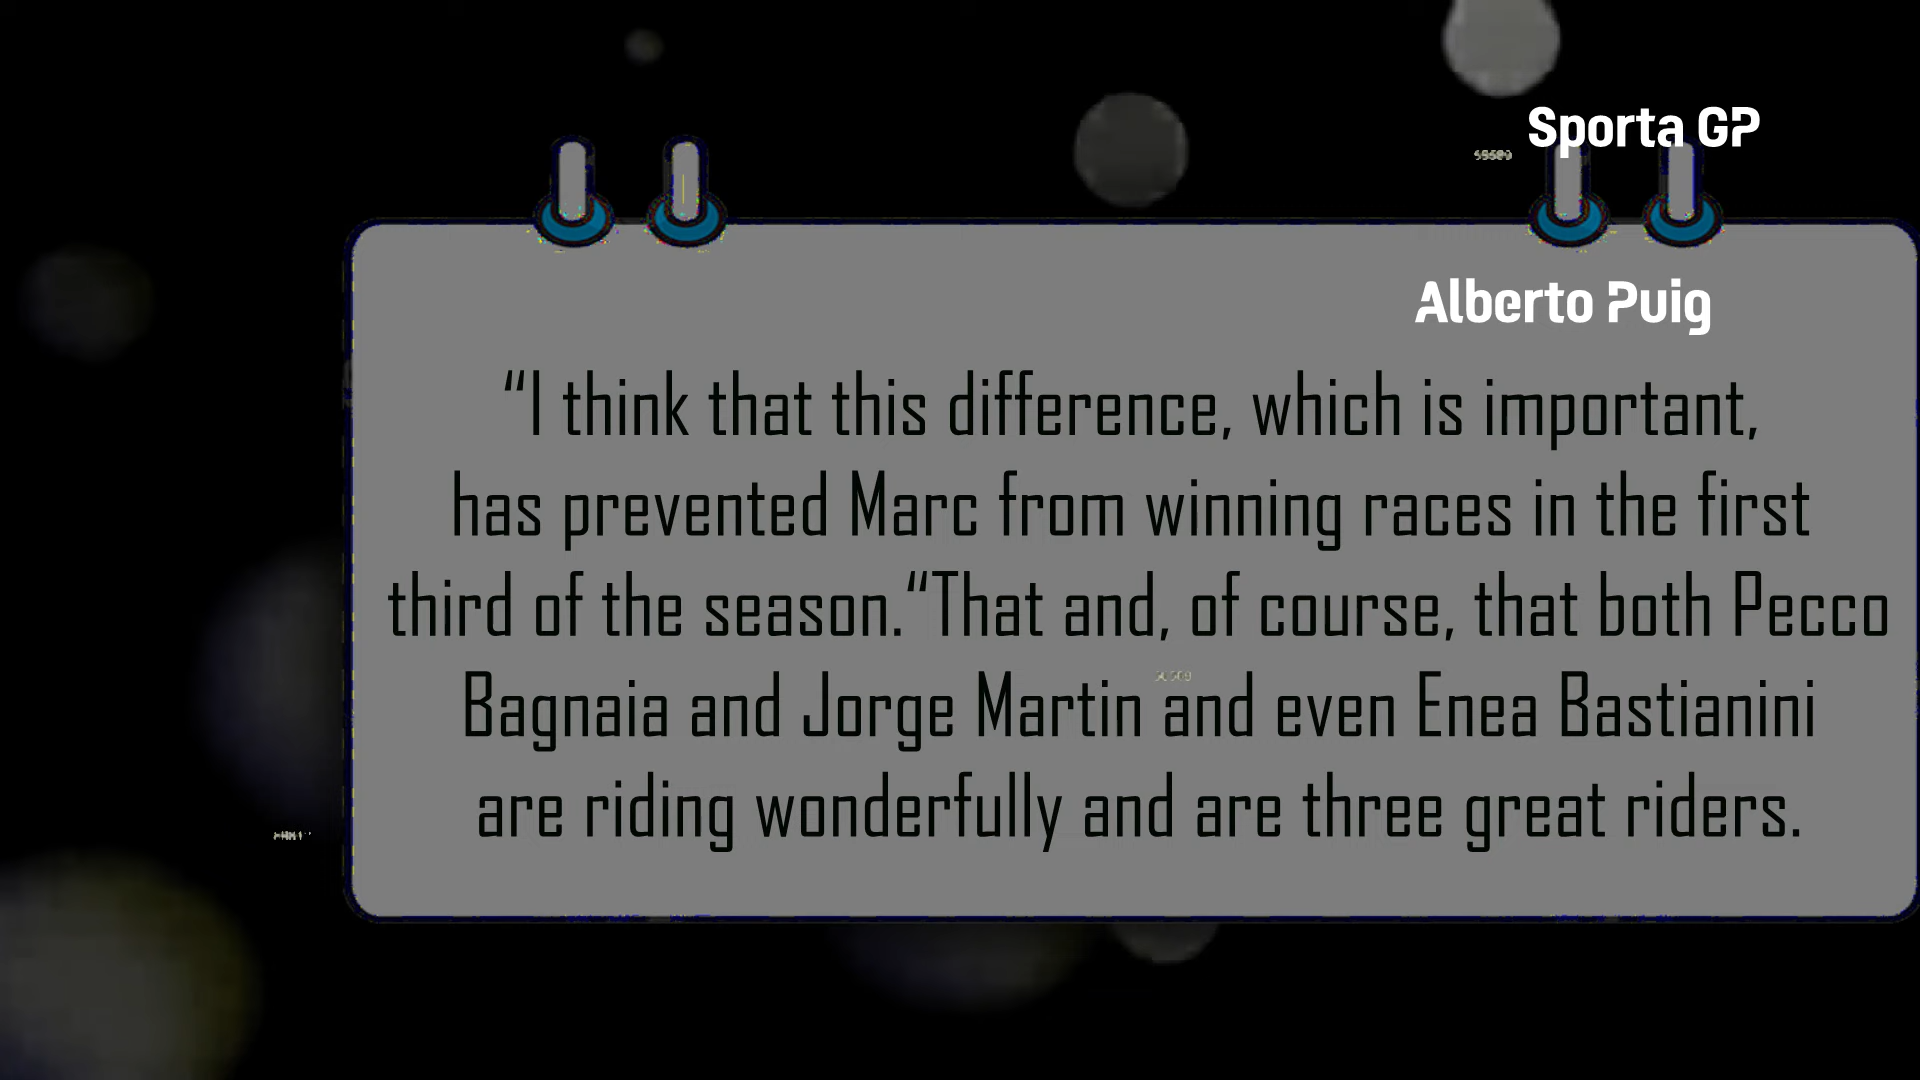 Sporta GP
Alberto Puig
“I think that this difference, which is important,
has prevented Marc from winning races in the first
third of the season.“That and, of course, that both Pecco
Bagnaia and Jorge Martin and even Enea Bastianini
are riding wonderfully and are three great riders.